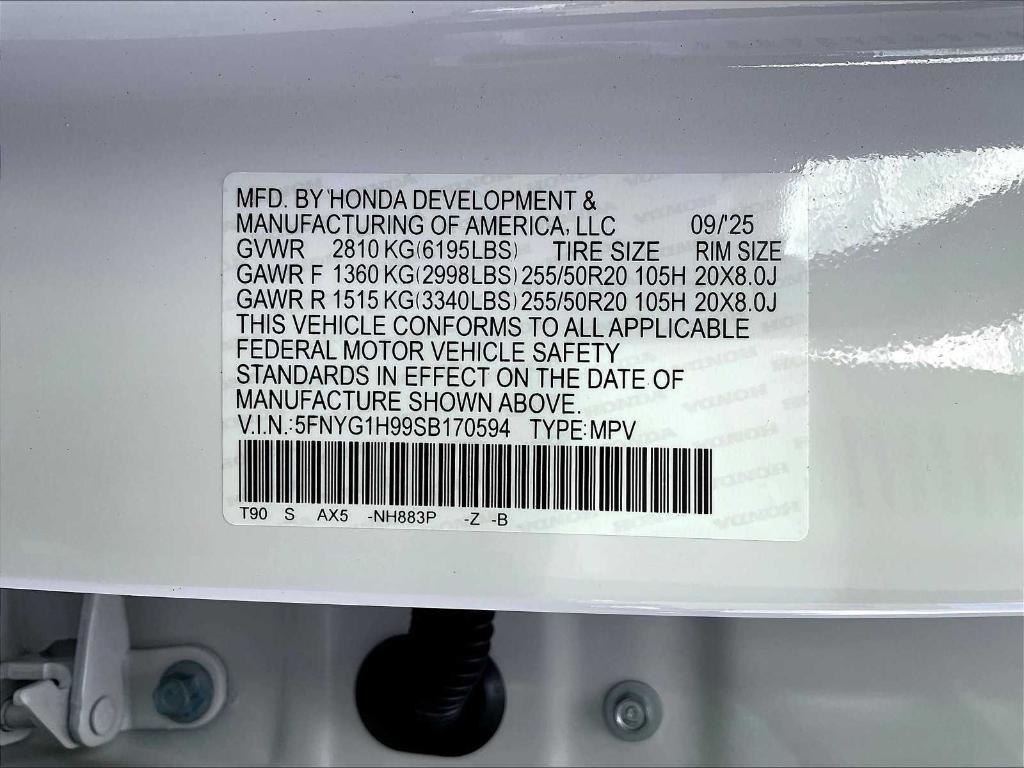 MFD. BY HONDA DEVELOPMENT &
MANUFACTURING OF AMERICA, LLC 09/'25
GVWR 2810 KG(6195LBS) TIRE SIZE RIM SIZE
GAWR F 1360 KG(2998LBS) 255/50R20 105H 20X8.0J
GAWR R 1515 KG(3340LBS) 255/50R20 105H 20X8.0J
THIS VEHICLE CONFORMS TO ALL APPLICABLE
FEDERAL MOTOR VEHICLE SAFETY
STANDARDS IN EFFECT ON THE DATE OF
MANUFACTURE SHOWN ABOVE.
V.I.N.:5FNYG1H99SB170594 TYPE:MPV
T90 S AX5 -NH883P -Z -B